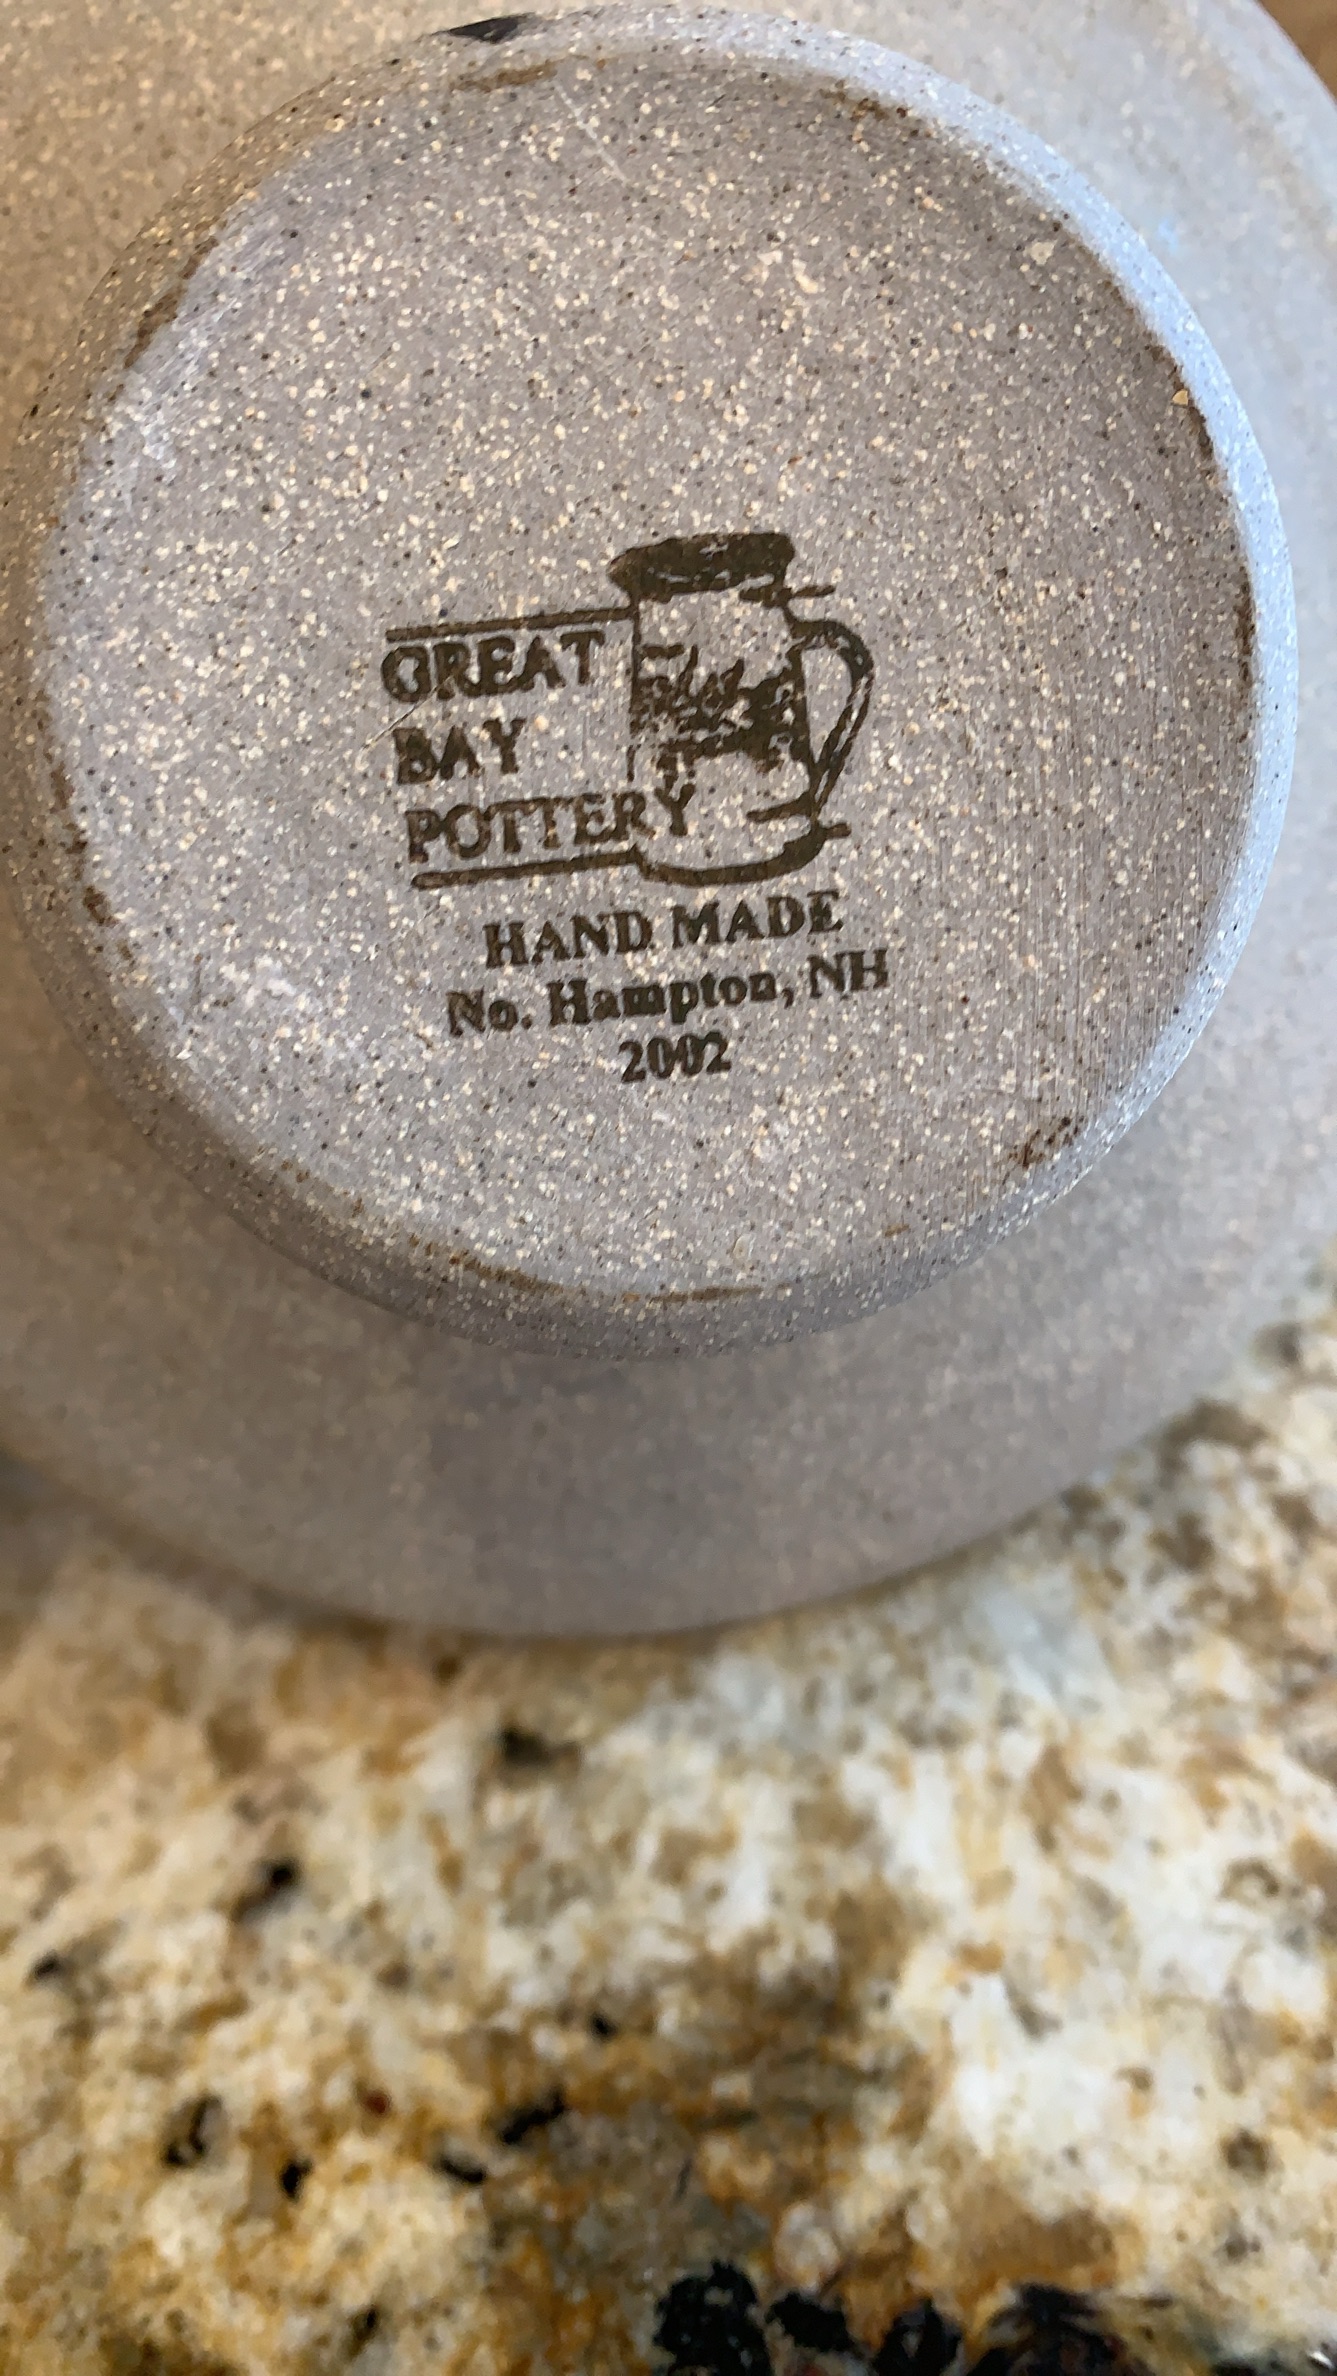 GREAT
BAY
POTTERY
HAND MADE
No. Hampton, NH
2002